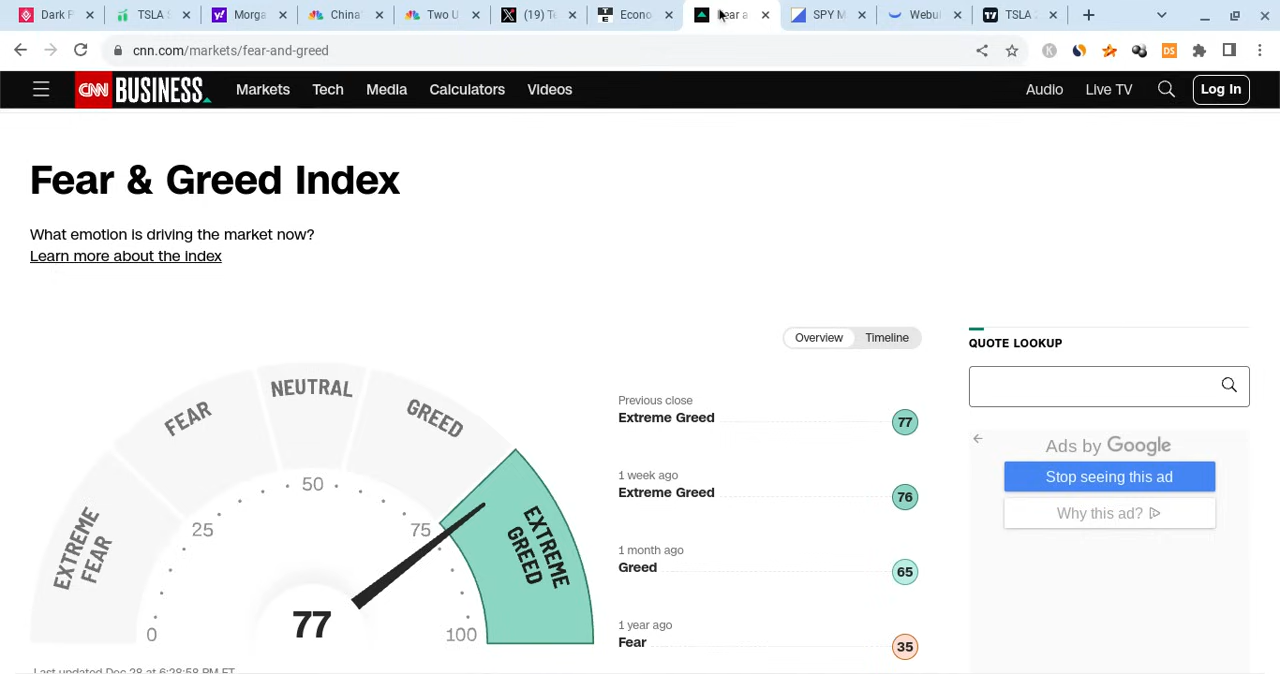 Dark P
TSLA S
Morga
China'
Two U
(19) Te
Econo
Fear a
SPY M
Webul
TSLA 2
cnn.com/markets/fear-and-greed
CNN BUSINESS
Markets
Tech
Media
Calculators
Videos
Audio
Live TV
Log In
Fear & Greed Index
What emotion is driving the market now?
Learn more about the index
Overview
Timeline
QUOTE LOOKUP
EXTREME FEAR
FEAR
NEUTRAL
GREED
EXTREME GREED
0
25
50
75
100
77
Last updated Dec 28 at 6:28:58 PM ET
Previous close
Extreme Greed
77
1 week ago
Extreme Greed
76
1 month ago
Greed
65
1 year ago
Fear
35
Ads by Google
Stop seeing this ad
Why this ad?